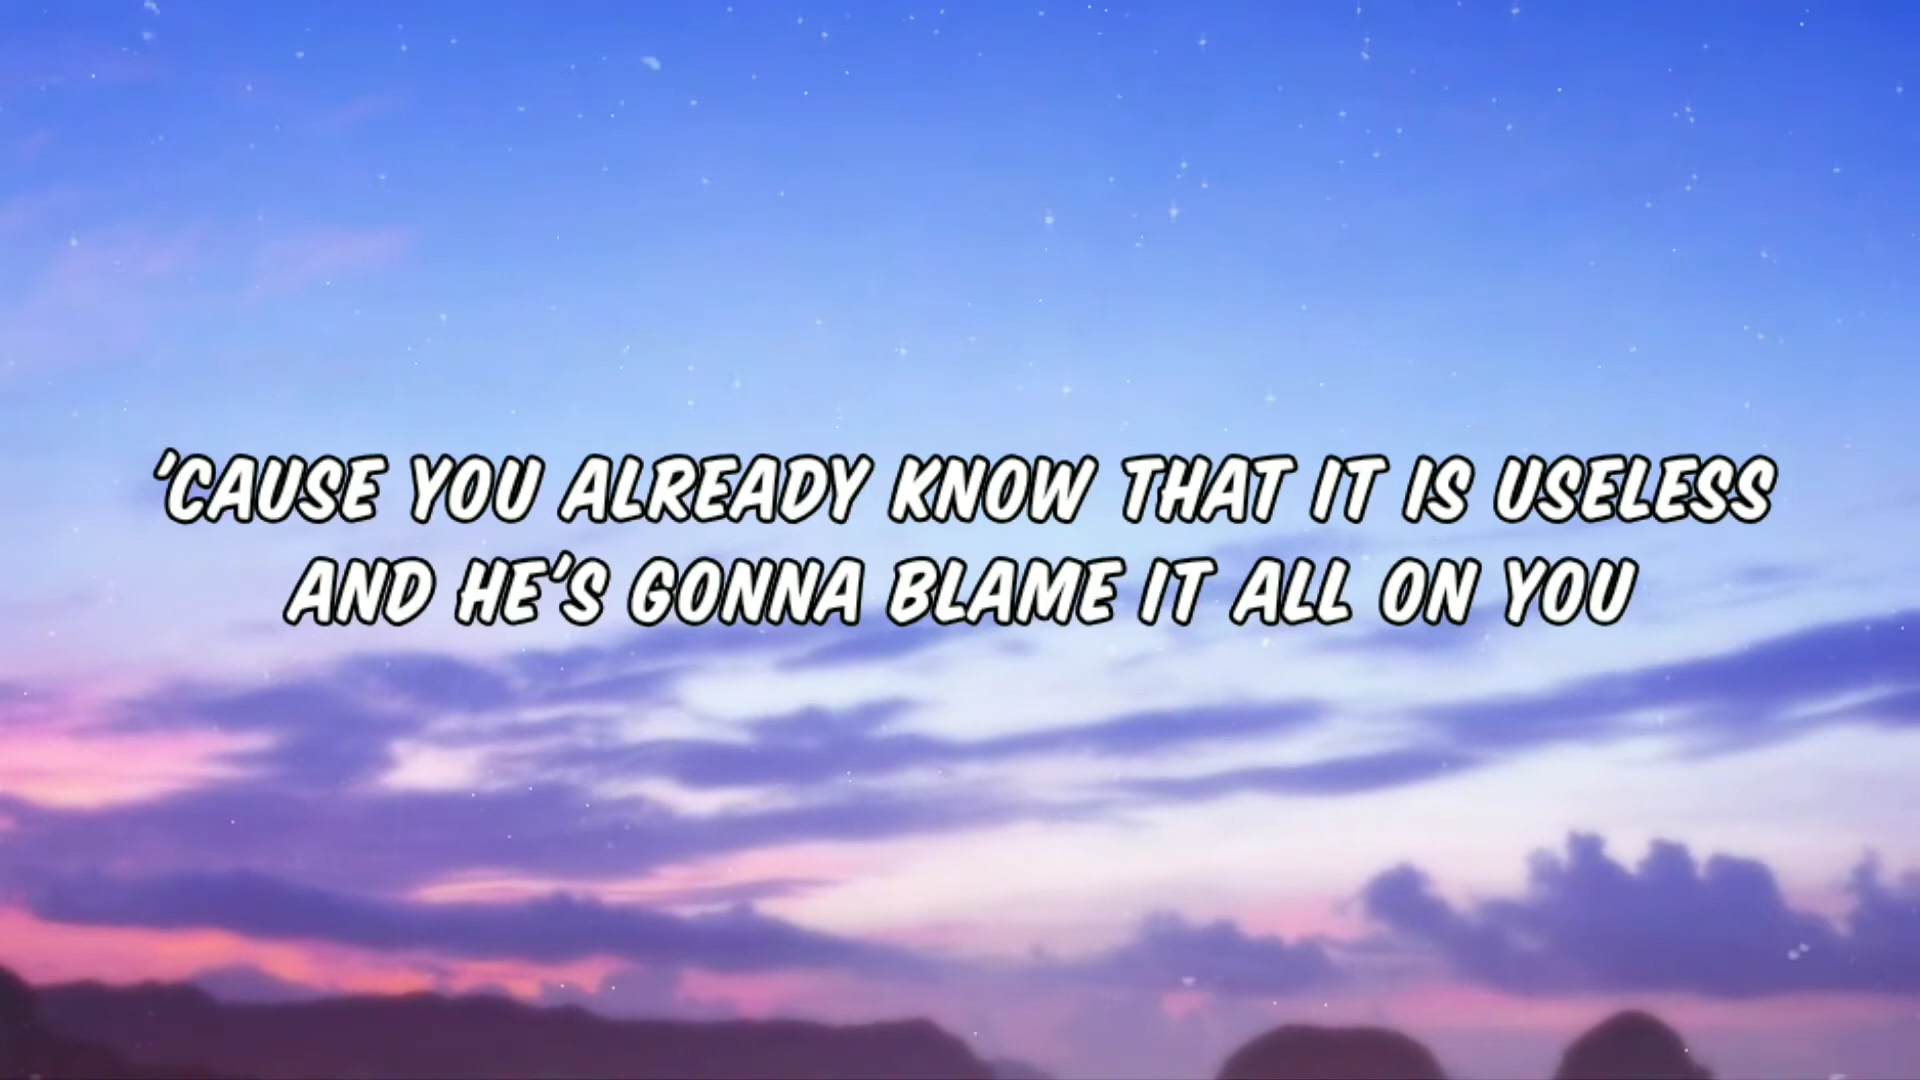 'CAUSE YOU ALREADY KNOW THAT IT IS USELESS
AND HE'S GONNA BLAME IT ALL ON YOU